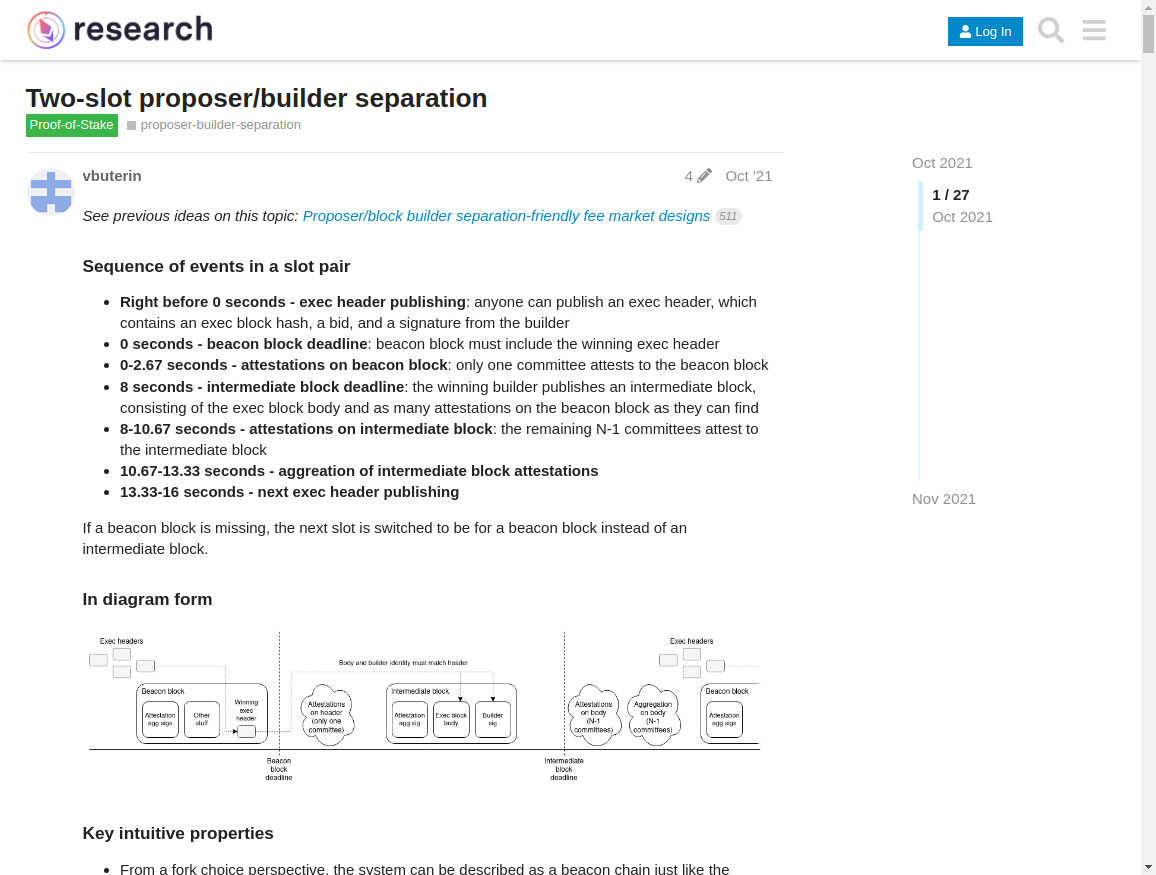 research
Log In
Two-slot proposer/builder separation
Proof-of-Stake proposer-builder-separation
vbuterin 4 Oct '21
See previous ideas on this topic: Proposer/block builder separation-friendly fee market designs 511
Sequence of events in a slot pair
Right before 0 seconds - exec header publishing: anyone can publish an exec header, which
contains an exec block hash, a bid, and a signature from the builder
0 seconds - beacon block deadline: beacon block must include the winning exec header
0-2.67 seconds - attestations on beacon block: only one committee attests to the beacon block
8 seconds - intermediate block deadline: the winning builder publishes an intermediate block,
consisting of the exec block body and as many attestations on the beacon block as they can find
8-10.67 seconds - attestations on intermediate block: the remaining N-1 committees attest to
the intermediate block
10.67-13.33 seconds - aggreation of intermediate block attestations
13.33-16 seconds - next exec header publishing
If a beacon block is missing, the next slot is switched to be for a beacon block instead of an
intermediate block.
In diagram form
Exec headers
Beacon block
Attestation
agg sigs
Other
stuff
Winning
exec
header
Beacon
block
deadline
Body and builder identity must match header
Attestations
on header
(only one
committee)
Intermediate block
Attestation
agg sig
Exec block
body
Builder
sig
Intermediate
block
deadline
Attestations
on body
(N-1
committees)
Aggregation
on body
(N-1
committees)
Exec headers
Beacon block
Attestation
agg sigs
Key intuitive properties
From a fork choice perspective, the system can be described as a beacon chain just like the
Oct 2021
1 / 27
Oct 2021
Nov 2021